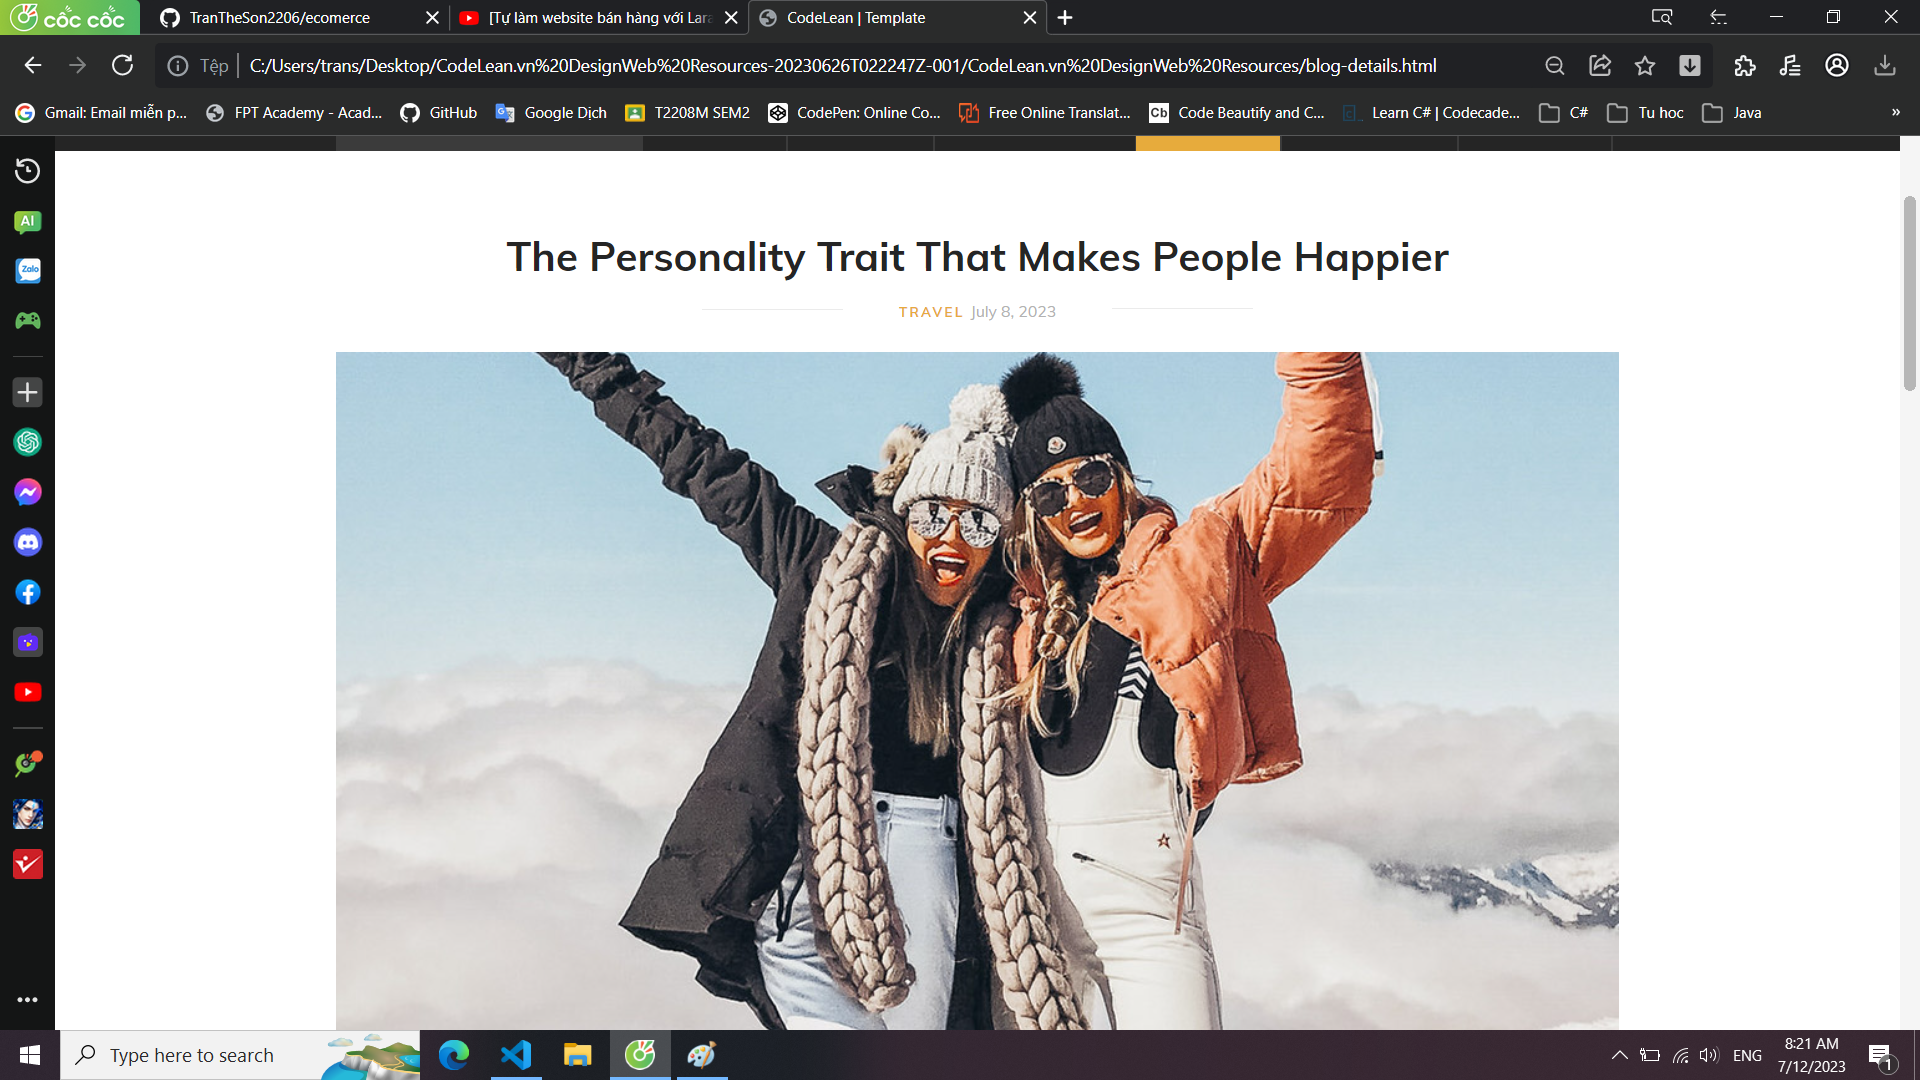 cốc cốc
TranTheSon2206/ecomerce
[Tự làm website bán hàng với Lara
CodeLean | Template
Tệp
C:/Users/trans/Desktop/CodeLean.vn%20DesignWeb%20Resources-20230626T022247Z-001/CodeLean.vn%20DesignWeb%20Resources/blog-details.html
Gmail: Email miễn p...
FPT Academy - Acad...
GitHub
Google Dịch
T2208M SEM2
CodePen: Online Co...
Free Online Translat...
Cb
Code Beautify and C...
Learn C# | Codecade...
C#
Tu hoc
Java
»
AI
Zalo
The Personality Trait That Makes People Happier
TRAVEL July 8, 2023
Type here to search
ENG
8:21 AM
7/12/2023
1